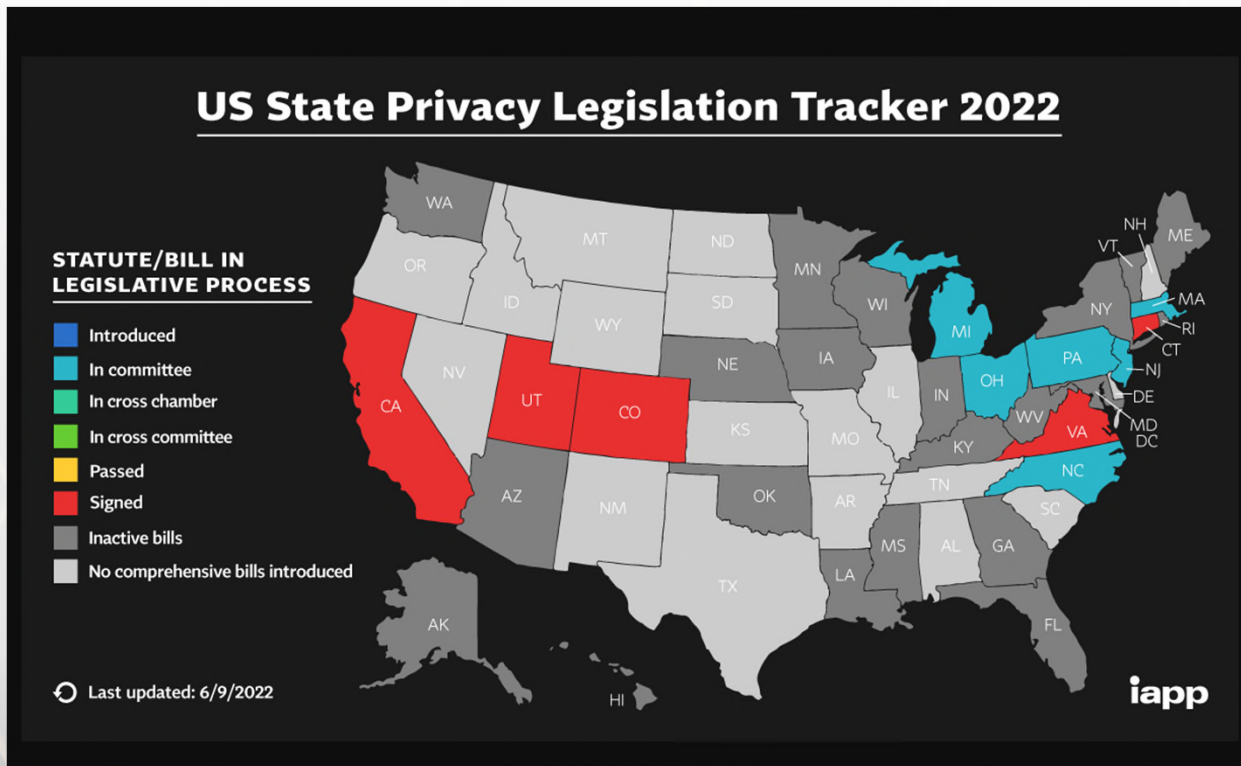 US State Privacy Legislation Tracker 2022
STATUTE/BILL IN
LEGISLATIVE PROCESS
Introduced
In committee
In cross chamber
In cross committee
Passed
Signed
Inactive bills
No comprehensive bills introduced
Last updated: 6/9/2022
WA
OR
CA
NV
ID
MT
WY
UT
AZ
CO
NM
ND
SD
NE
KS
OK
TX
MN
IA
MO
AR
LA
WI
IL
MS
MI
IN
KY
TN
AL
OH
WV
GA
FL
SC
NC
VA
PA
NY
VT
NH
ME
MA
RI
CT
NJ
DE
MD
DC
AK
HI
iapp